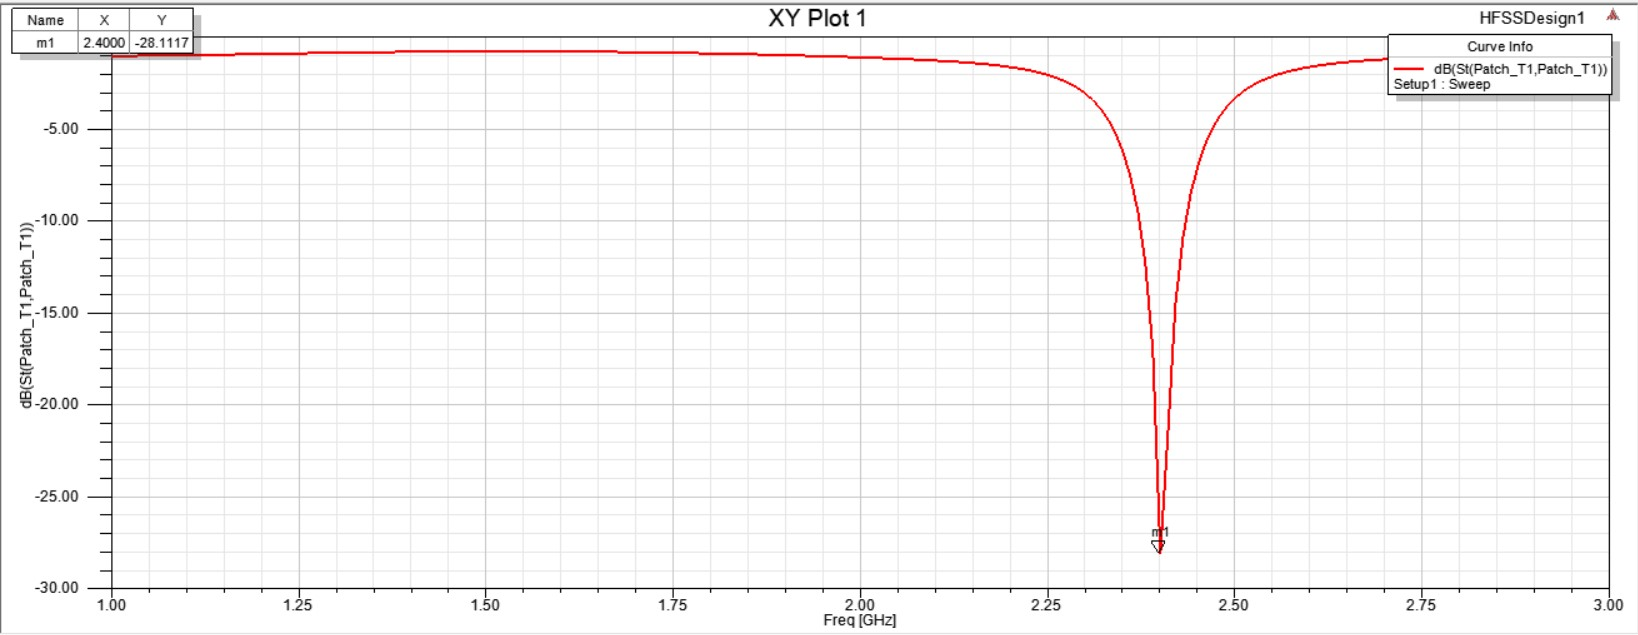 XY Plot 1
HFSSDesign1
Name X Y
m1 2.4000 -28.1117
Curve Info
dB(St(Patch_T1,Patch_T1))
Setup1 : Sweep
dB(St(Patch_T1,Patch_T1))
-5.00
-10.00
-15.00
-20.00
-25.00
-30.00
m1
1.00 1.25 1.50 1.75 2.00 2.25 2.50 2.75 3.00
Freq [GHz]